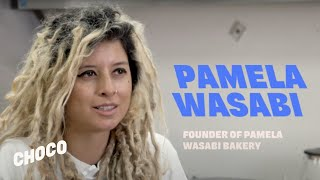 PAMELA
WASABI
FOUNDER OF PAMELA
WASABI BAKERY
CHOCO